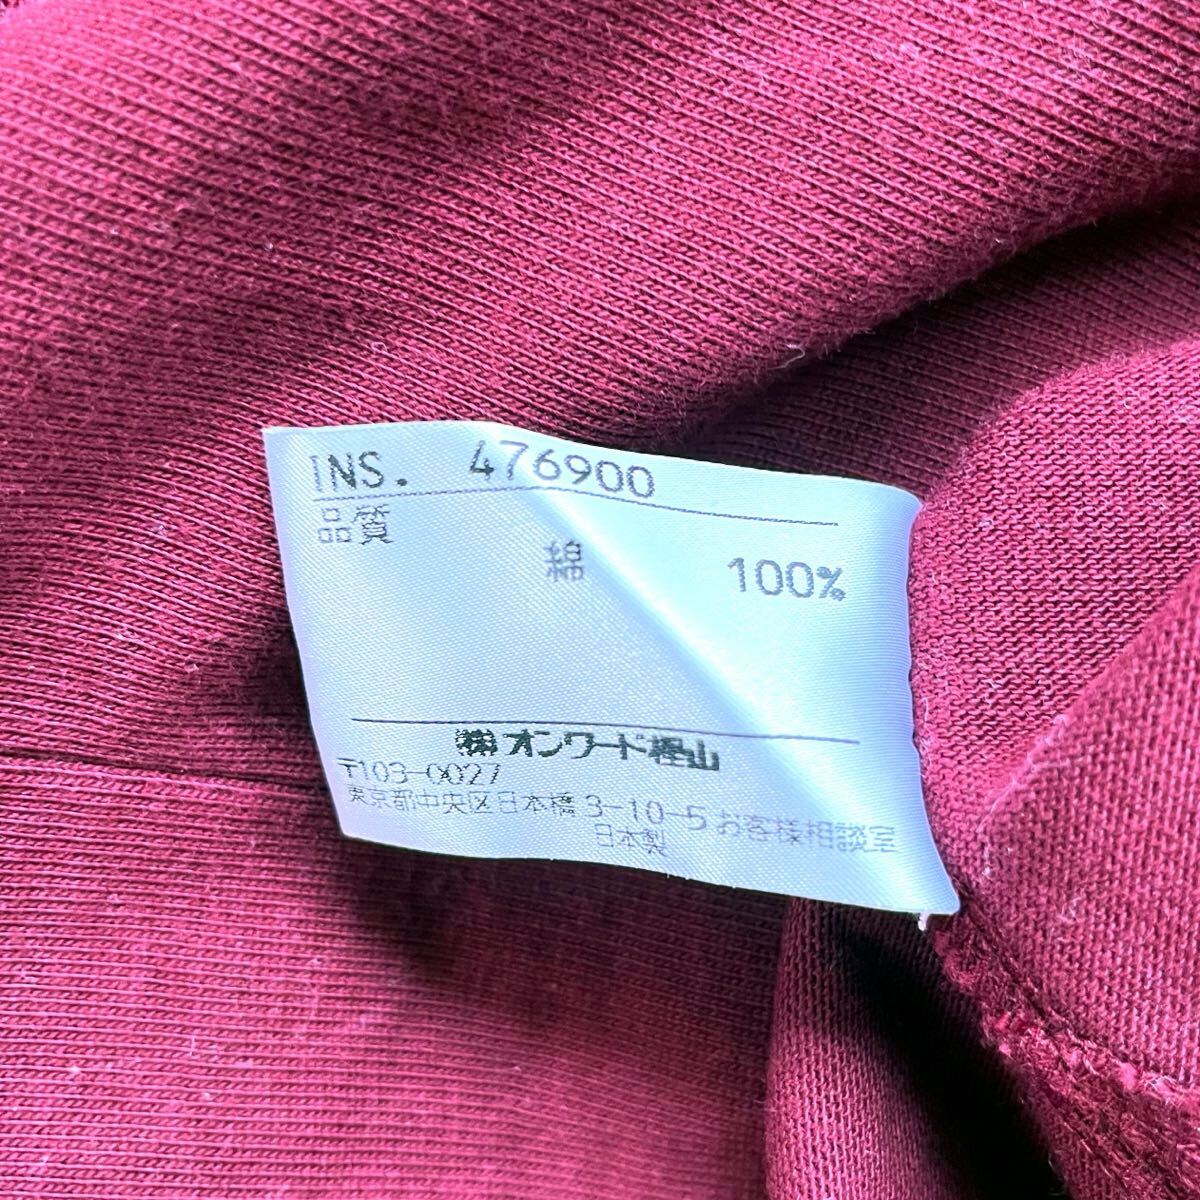 INS. 476900
品質
綿 100%
㈱オンワード樫山
〒103-0027
東京都中央区日本橋3-10-5お客様相談室
日本製